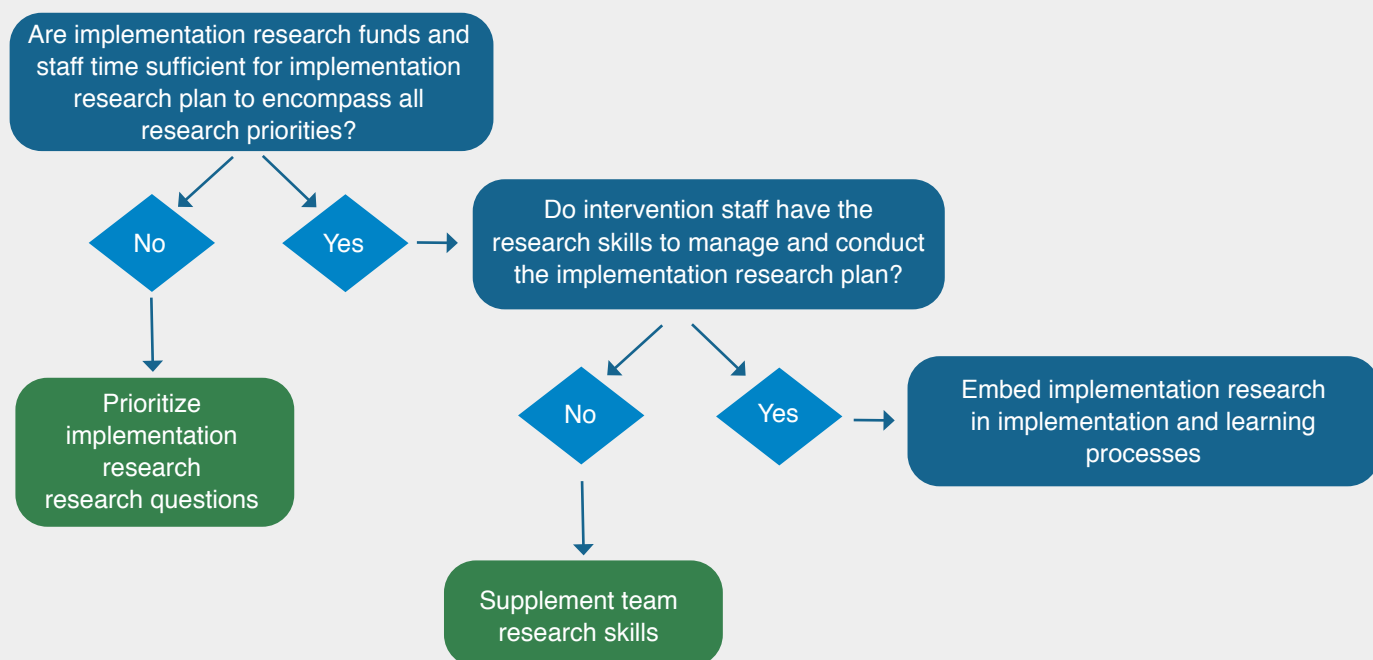 Are implementation research funds and
staff time sufficient for implementation
research plan to encompass all
research priorities?
No
Yes
Do intervention staff have the
research skills to manage and conduct
the implementation research plan?
Prioritize
implementation
research
research questions
No
Yes
Embed implementation research
in implementation and learning
processes
Supplement team
research skills